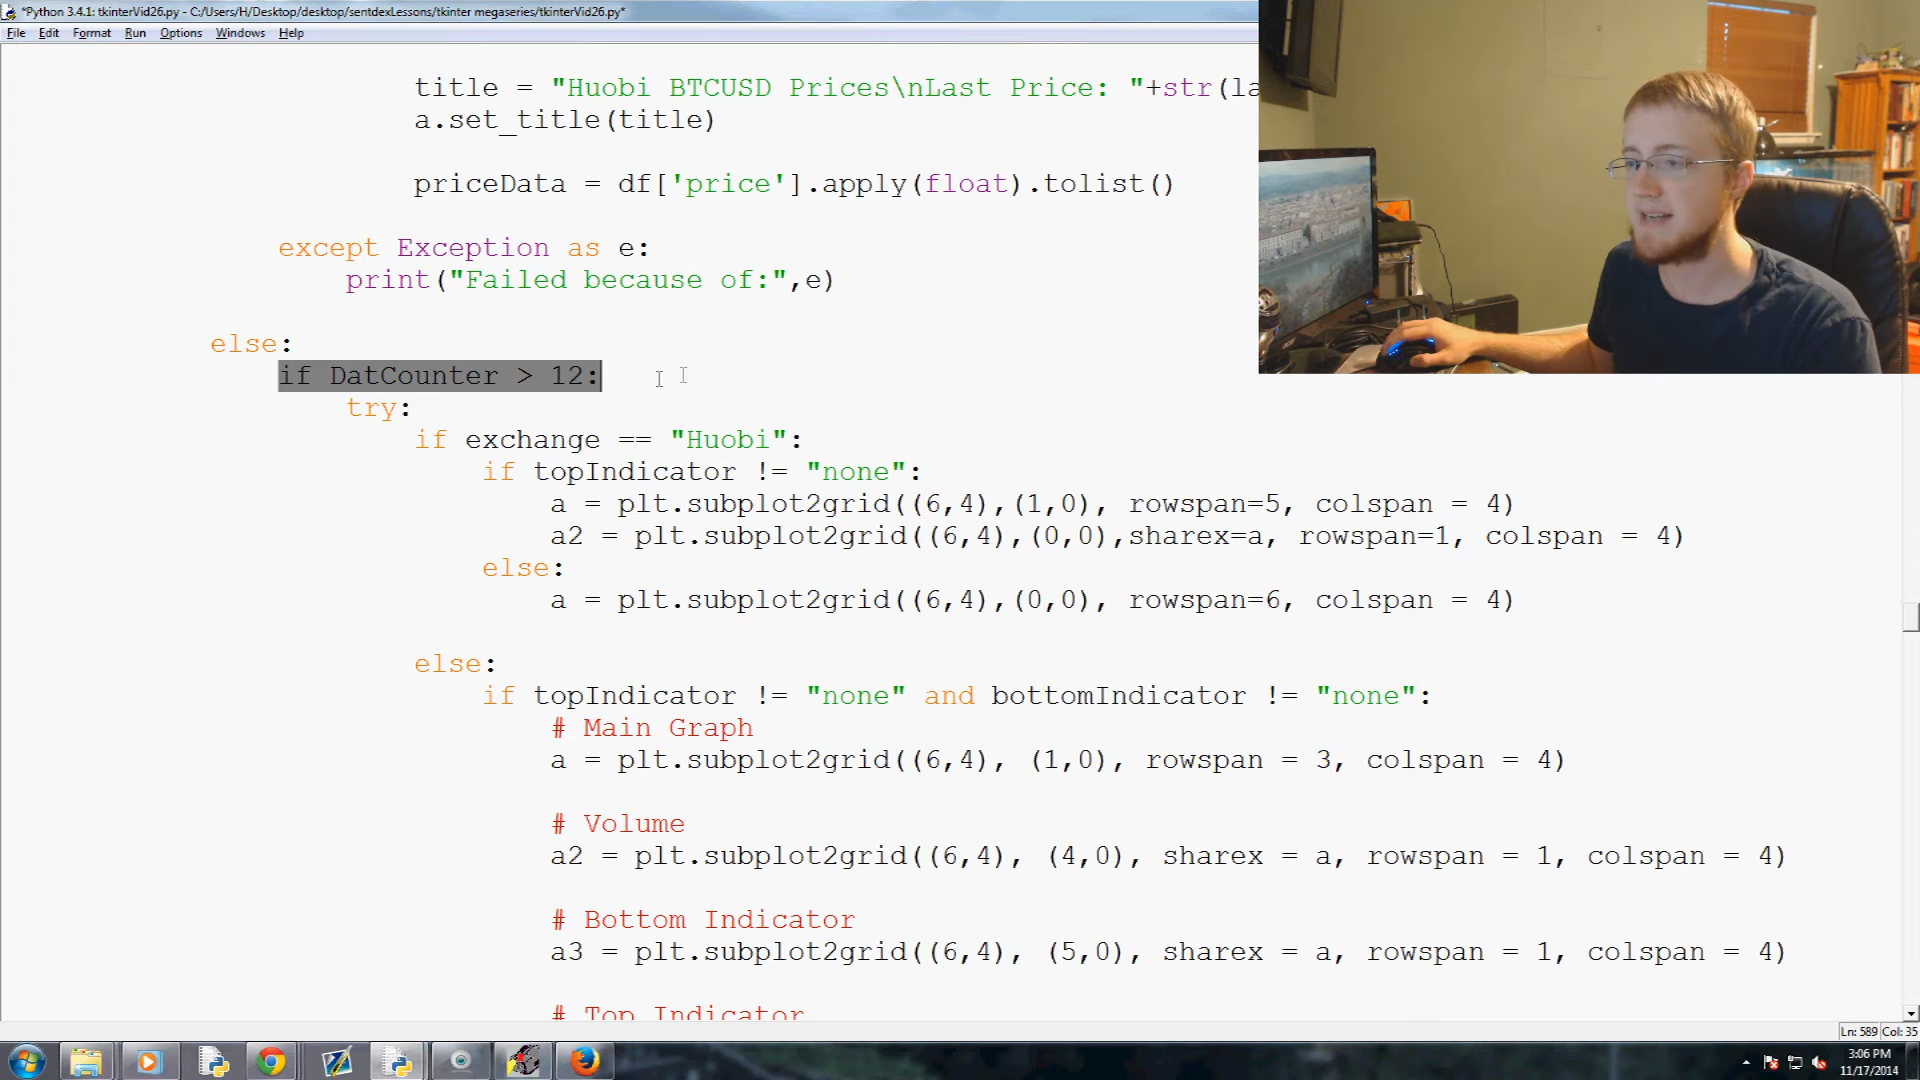 *Python 3.4.1: tkinterVid26.py - C:/Users/H/Desktop/desktop/sentdexLessons/tkinter megaseries/tkinterVid26.py*
File Edit Format Run Options Windows Help
title = "Huobi BTCUSD Prices\nLast Price: "+str(la
a.set_title(title)
priceData = df['price'].apply(float).tolist()
except Exception as e:
print("Failed because of:",e)
else:
if DatCounter > 12:
try:
if exchange == "Huobi":
if topIndicator != "none":
a = plt.subplot2grid((6,4),(1,0), rowspan=5, colspan = 4)
a2 = plt.subplot2grid((6,4),(0,0),sharex=a, rowspan=1, colspan = 4)
else:
a = plt.subplot2grid((6,4),(0,0), rowspan=6, colspan = 4)
else:
if topIndicator != "none" and bottomIndicator != "none":
# Main Graph
a = plt.subplot2grid((6,4), (1,0), rowspan = 3, colspan = 4)
# Volume
a2 = plt.subplot2grid((6,4), (4,0), sharex = a, rowspan = 1, colspan = 4)
# Bottom Indicator
a3 = plt.subplot2grid((6,4), (5,0), sharex = a, rowspan = 1, colspan = 4)
# Top Indicator
Ln: 589 Col: 35
3:06 PM
11/17/2014